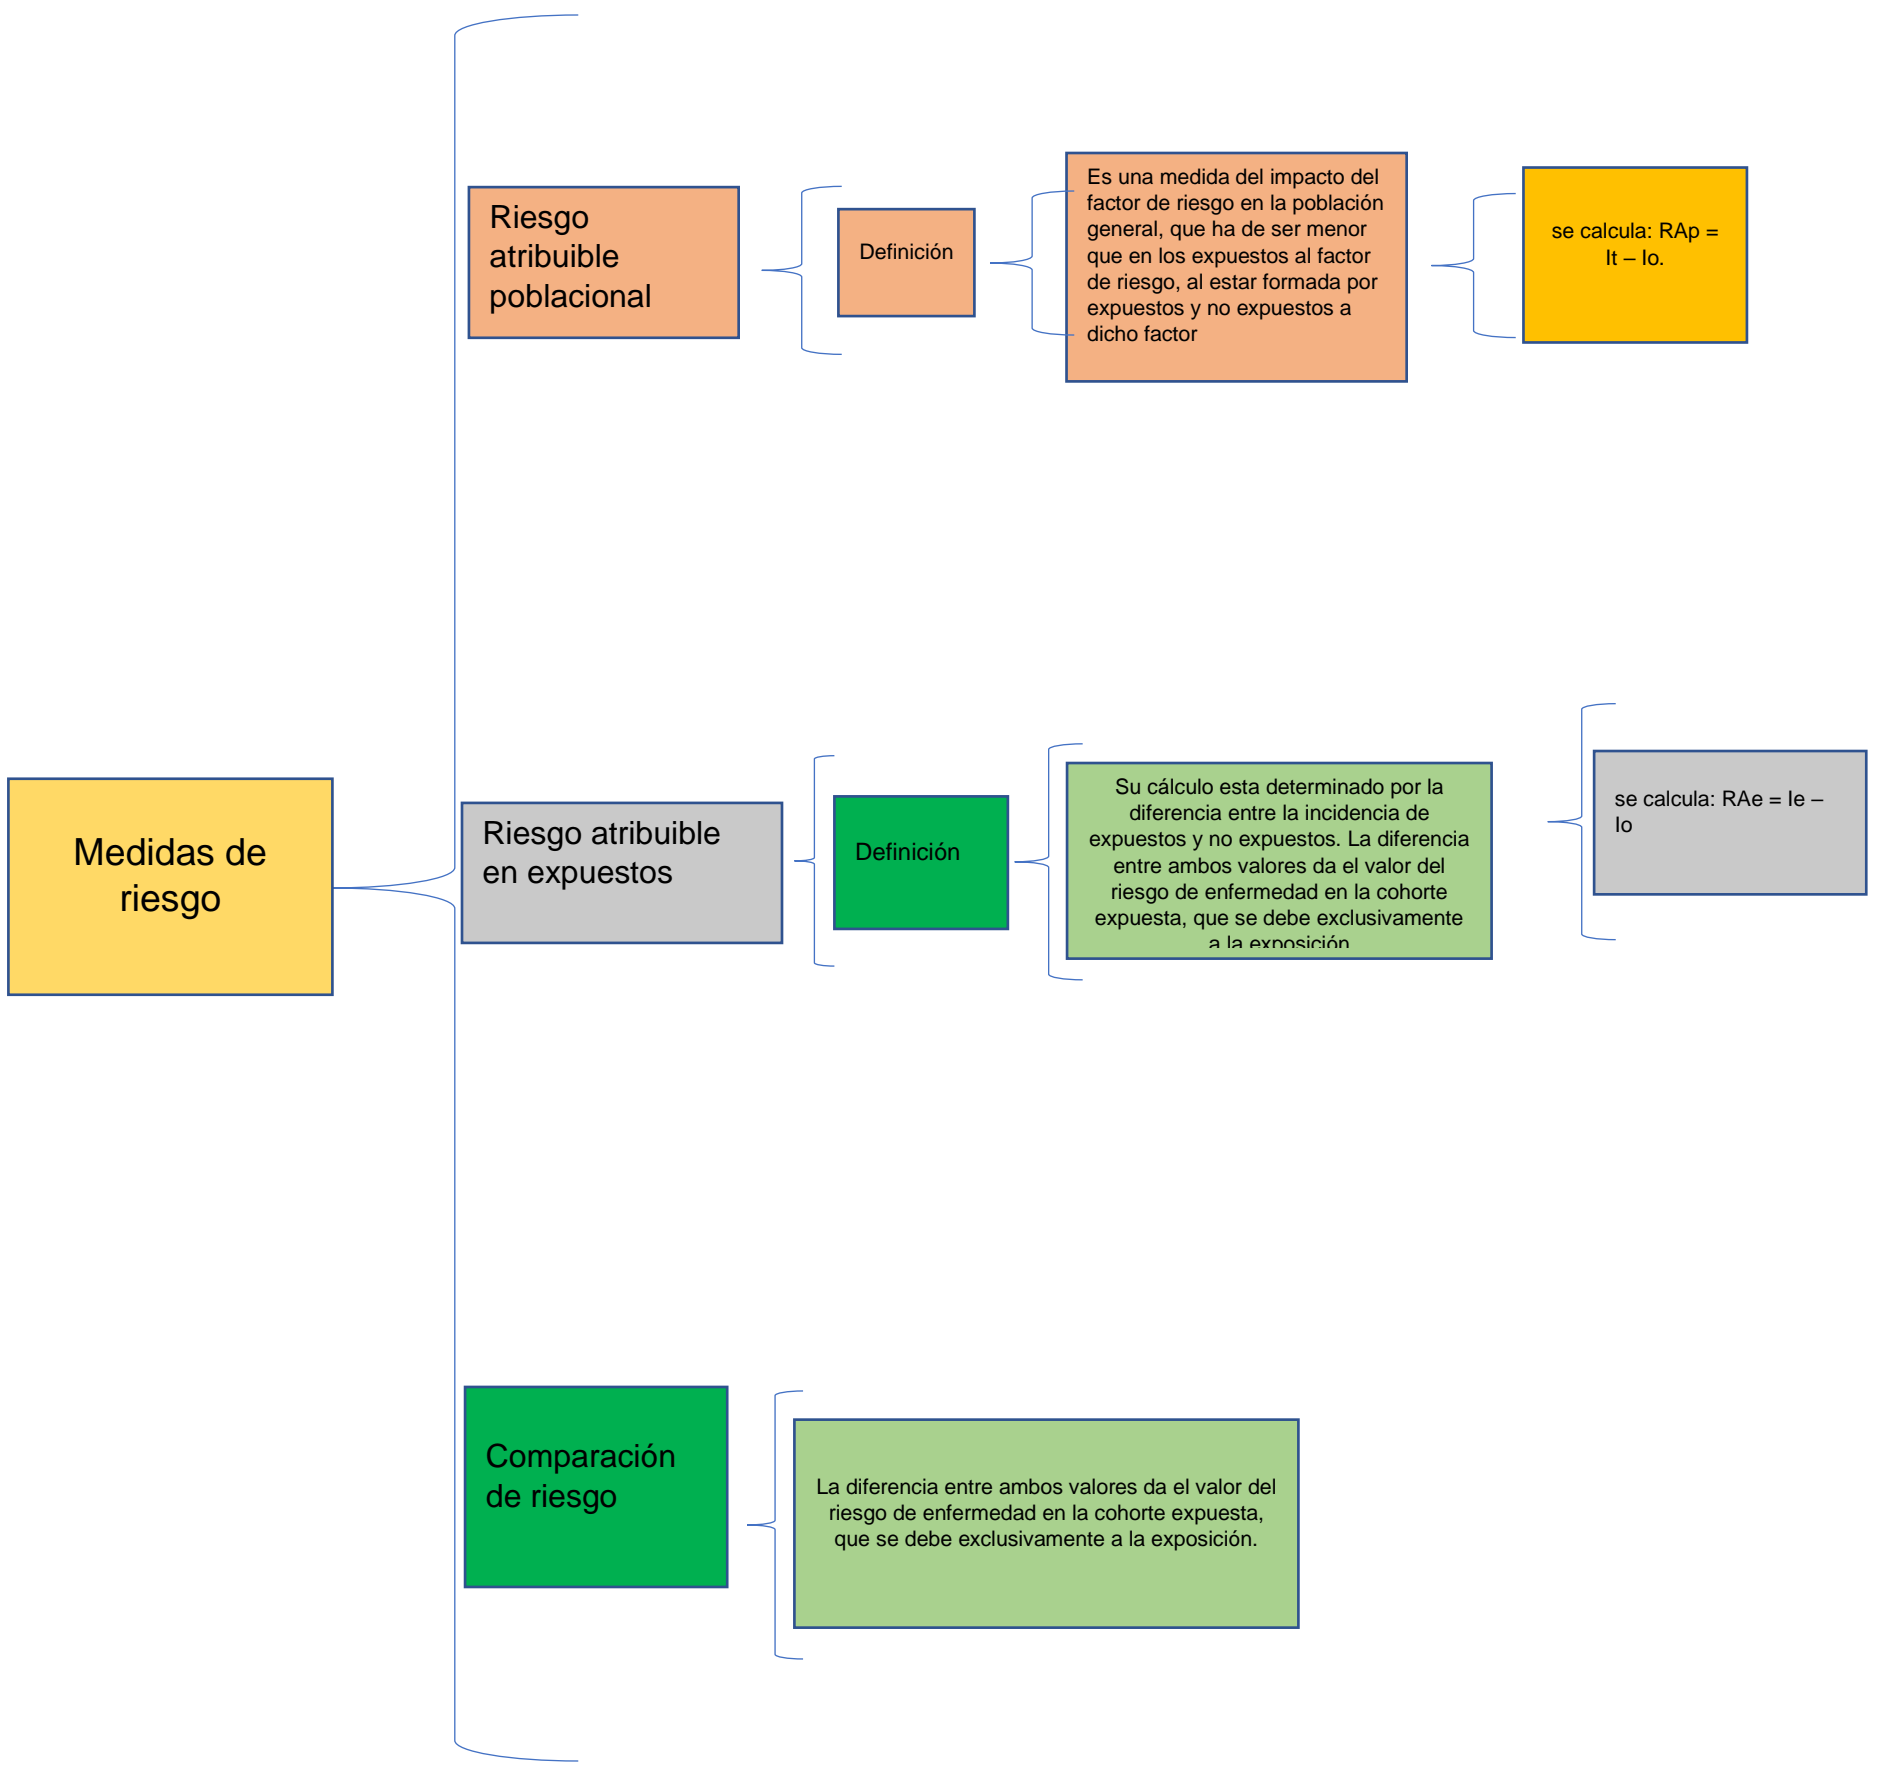 Medidas de
riesgo
Riesgo
atribuible
poblacional
Definición
Es una medida del impacto del
factor de riesgo en la población
general, que ha de ser menor
que en los expuestos al factor
de riesgo, al estar formada por
expuestos y no expuestos a
dicho factor
se calcula: RAp =
It – Io.
Riesgo atribuible
en expuestos
Definición
Su cálculo esta determinado por la
diferencia entre la incidencia de
expuestos y no expuestos. La diferencia
entre ambos valores da el valor del
riesgo de enfermedad en la cohorte
expuesta, que se debe exclusivamente
a la exposición
se calcula: RAe = Ie –
Io
Comparación
de riesgo
La diferencia entre ambos valores da el valor del
riesgo de enfermedad en la cohorte expuesta,
que se debe exclusivamente a la exposición.